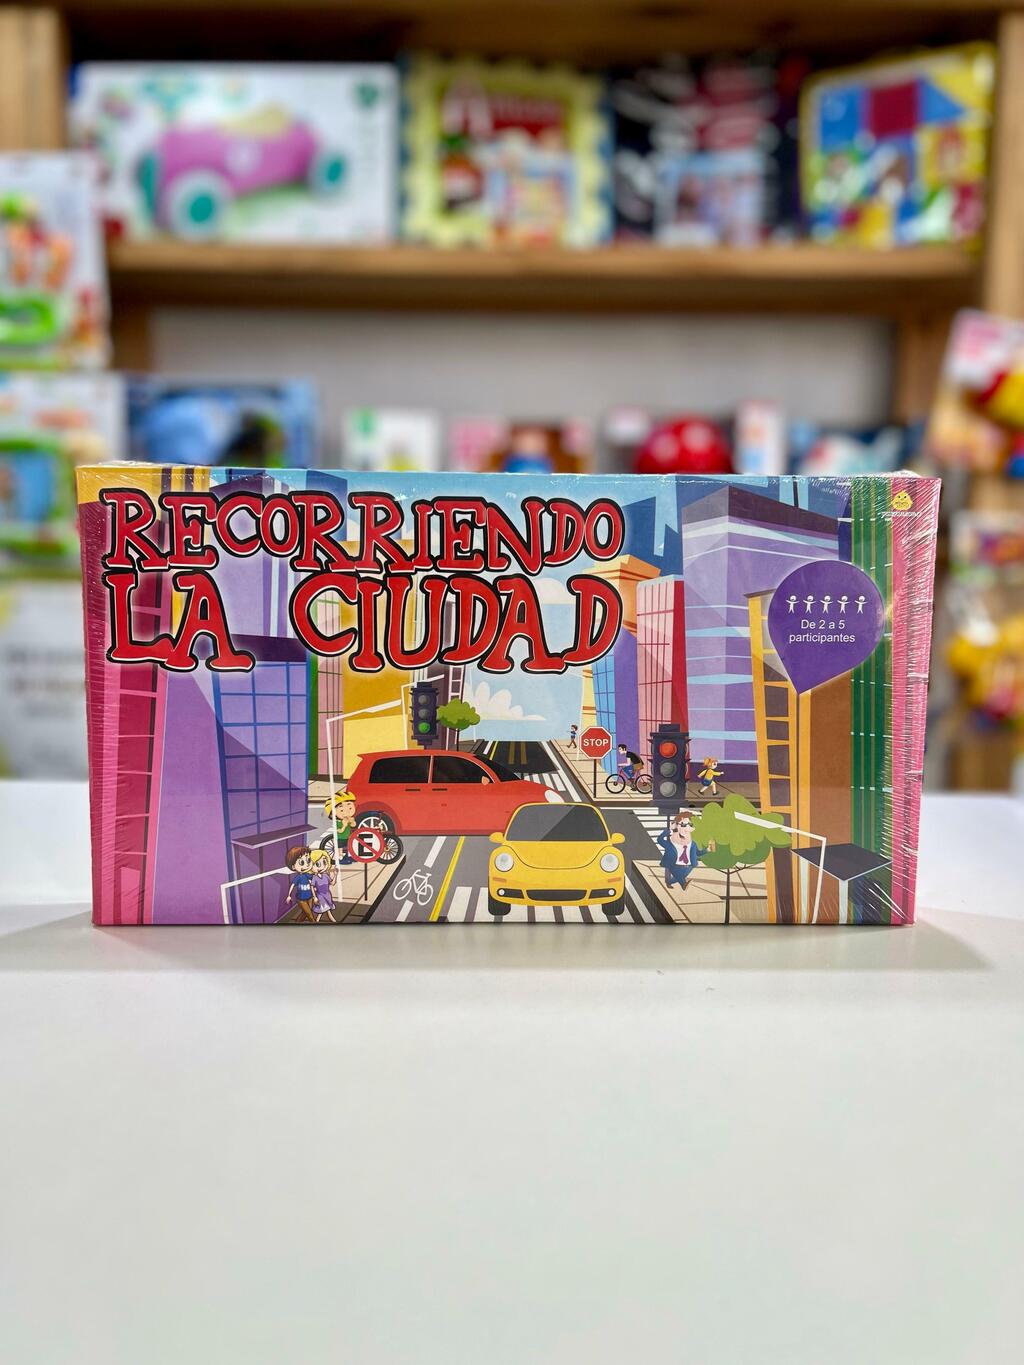 RECORRIENDO
LA CIUDAD
De 2 a 5
participantes
STOP
E